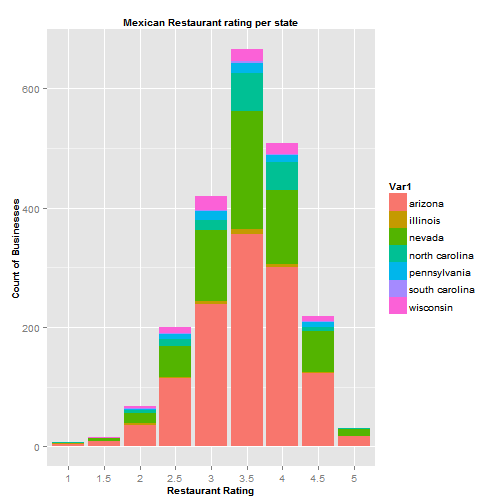 Mexican Restaurant rating per state
Count of Businesses
600
400
200
0
1 1.5 2 2.5 3 3.5 4 4.5 5
Restaurant Rating
Var1
arizona
illinois
nevada
north carolina
pennsylvania
south carolina
wisconsin